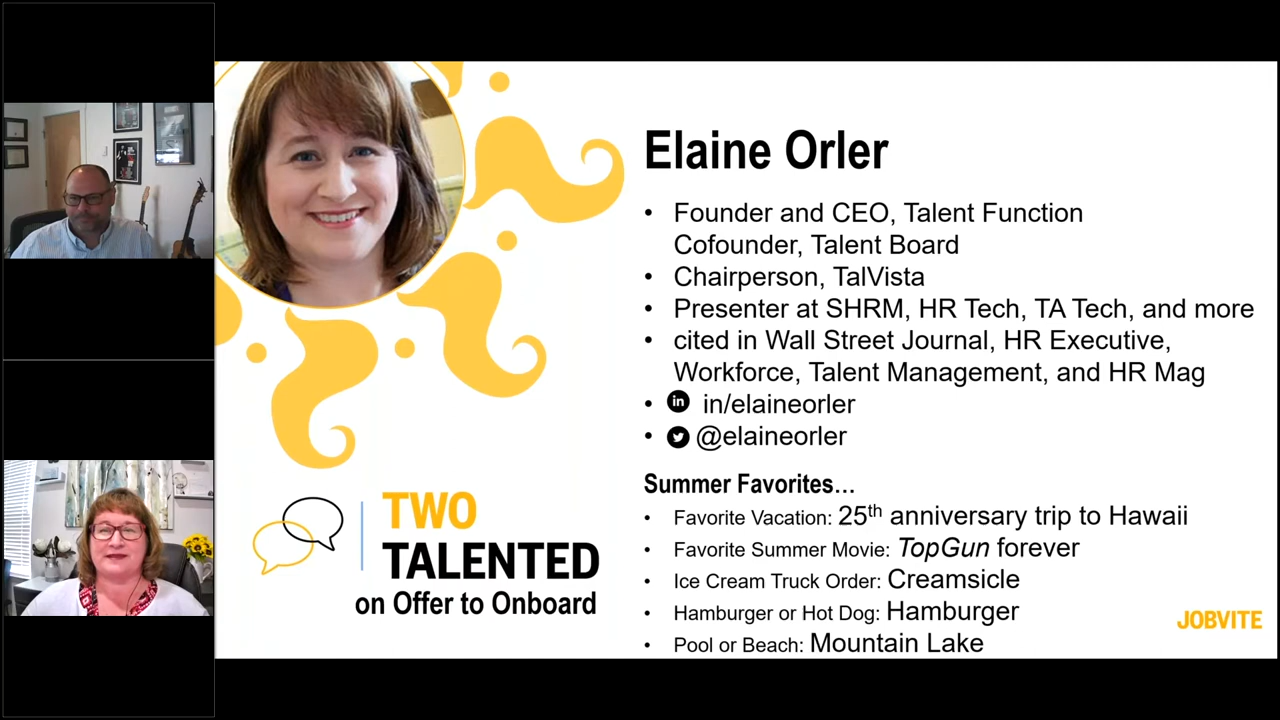 Elaine Orler
• Founder and CEO, Talent Function
Cofounder, Talent Board
• Chairperson, TalVista
• Presenter at SHRM, HR Tech, TA Tech, and more
• cited in Wall Street Journal, HR Executive,
Workforce, Talent Management, and HR Mag
• in in/elaineorler
• @elaineorler
Summer Favorites…
• Favorite Vacation: 25th anniversary trip to Hawaii
• Favorite Summer Movie: TopGun forever
• Ice Cream Truck Order: Creamsicle
• Hamburger or Hot Dog: Hamburger
• Pool or Beach: Mountain Lake
TWO
TALENTED
on Offer to Onboard
JOBVITE